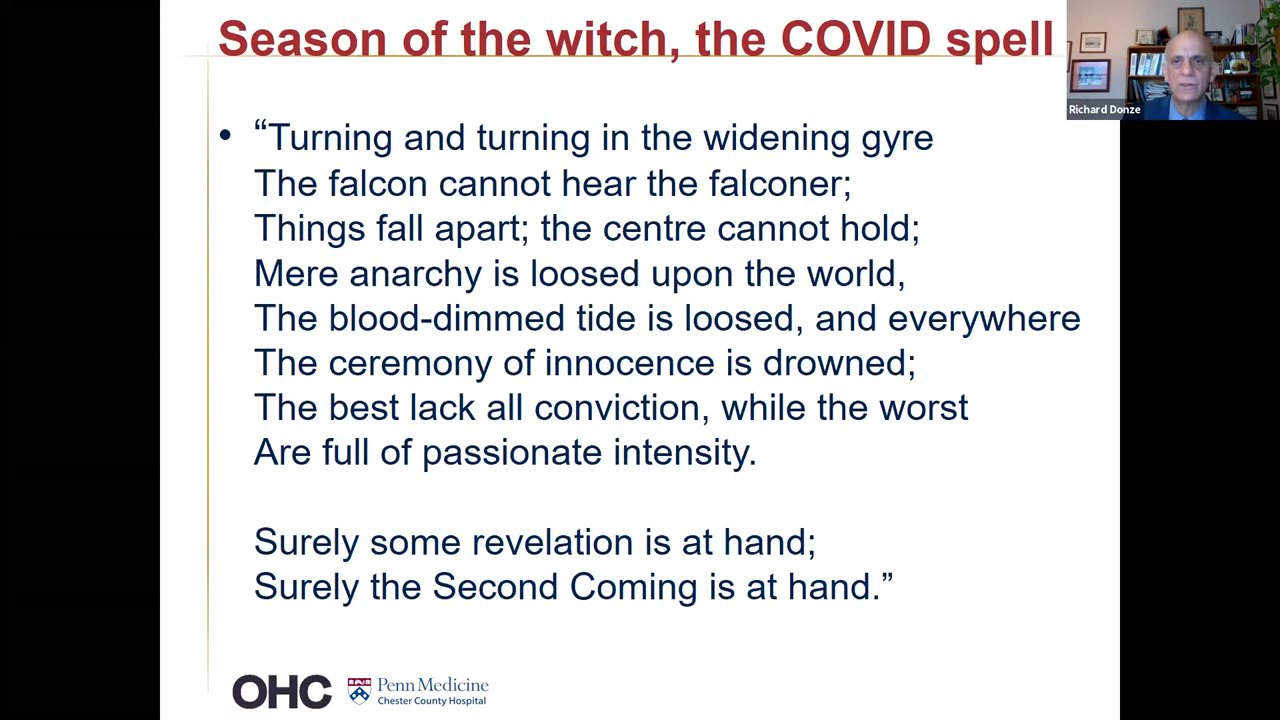 Season of the witch, the COVID spell
Richard Donze
• “Turning and turning in the widening gyre
The falcon cannot hear the falconer;
Things fall apart; the centre cannot hold;
Mere anarchy is loosed upon the world,
The blood-dimmed tide is loosed, and everywhere
The ceremony of innocence is drowned;
The best lack all conviction, while the worst
Are full of passionate intensity.
Surely some revelation is at hand;
Surely the Second Coming is at hand.”
OHC
Penn Medicine
Chester County Hospital